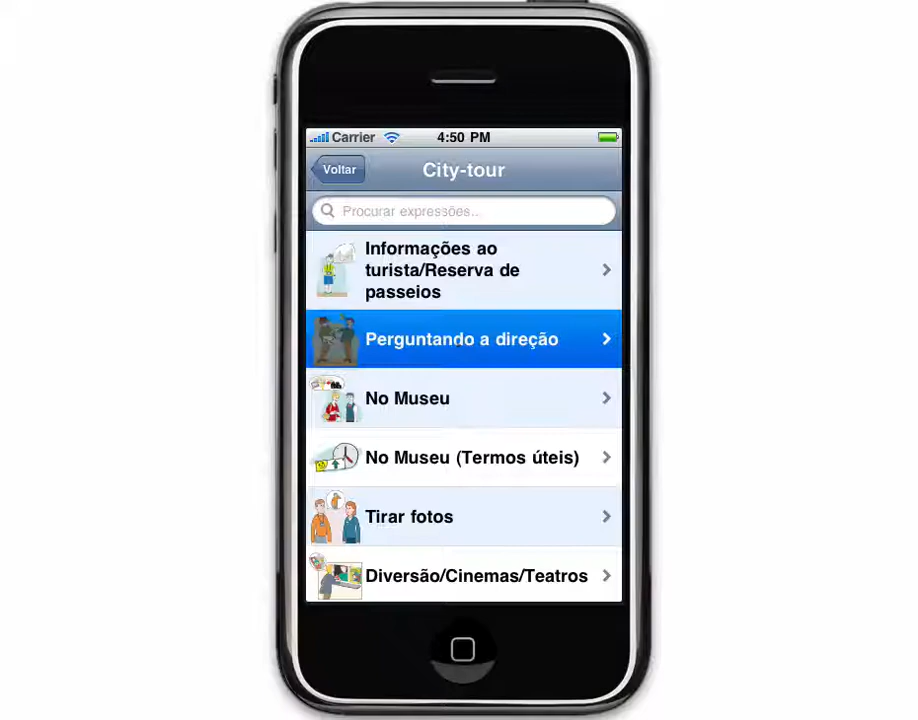 Carrier 4:50 PM
Voltar City-tour
Procurar expressões..
Informações ao
turista/Reserva de
passeios
Perguntando a direção
No Museu
No Museu (Termos úteis)
Tirar fotos
Diversão/Cinemas/Teatros